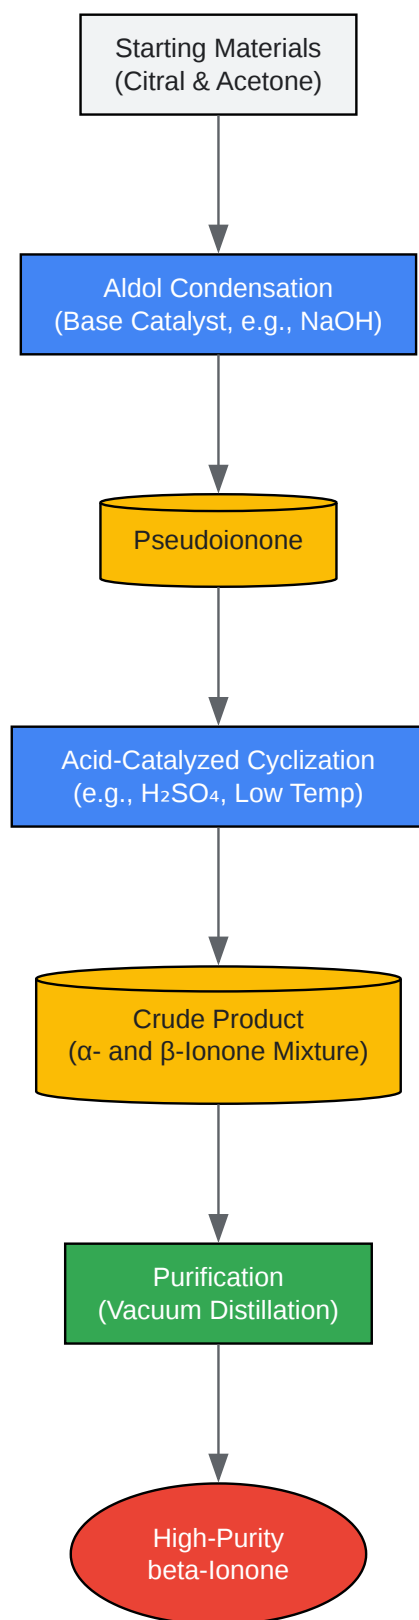 Starting Materials
(Citral & Acetone)
Aldol Condensation
(Base Catalyst, e.g., NaOH)
Pseudoionone
Acid-Catalyzed Cyclization
(e.g., H₂SO₄, Low Temp)
Crude Product
(α- and β-Ionone Mixture)
Purification
(Vacuum Distillation)
High-Purity
beta-Ionone